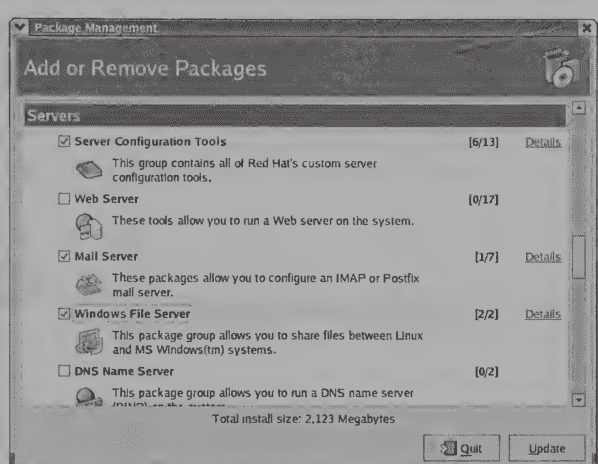 Package Management
Add or Remove Packages
Servers
Server Configuration Tools [6/13] Details
This group contains all of Red Hat's custom server
configuration tools.
Web Server [0/17]
These tools allow you to run a Web server on the system.
Mail Server [1/7] Details
These packages allow you to configure an IMAP or Postfix
mail server.
Windows File Server [2/2] Details
This package group allows you to share files between Linux
and MS Windows(tm) systems.
DNS Name Server [0/2]
This package group allows you to run a DNS name server
(BIND) on the system.
Total install size: 2,123 Megabytes
Quit Update